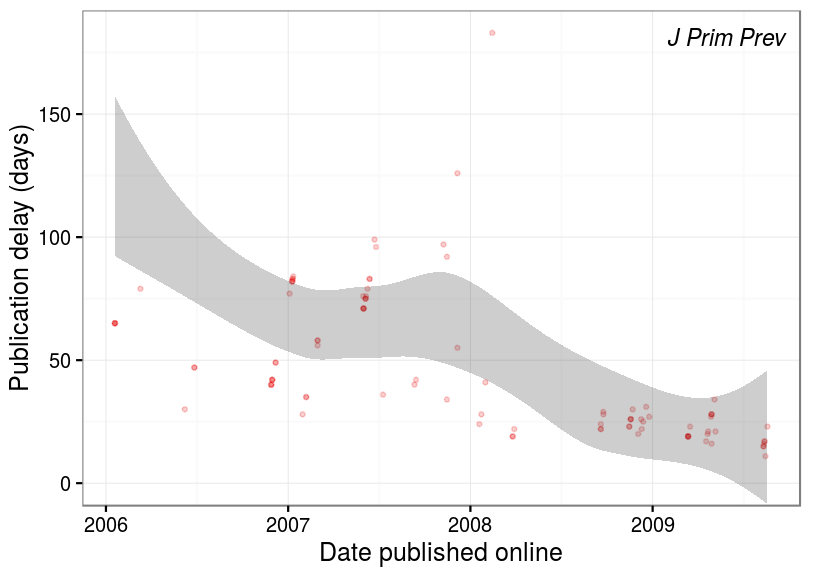 J Prim Prev
Publication delay (days)
150
100
50
0
2006 2007 2008 2009
Date published online